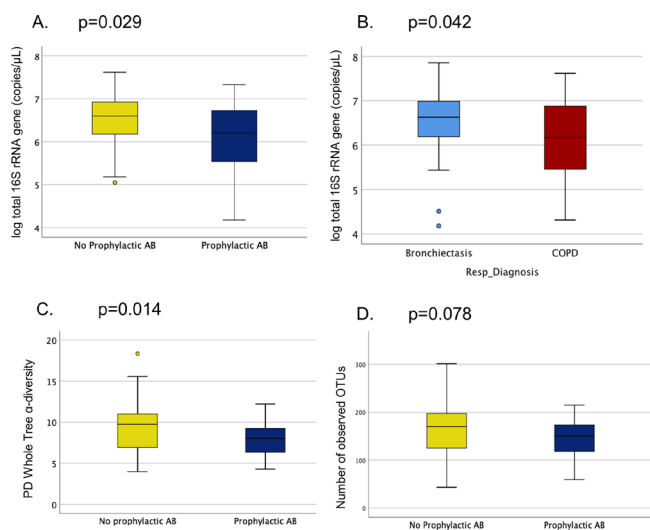 A. p=0.029
log total 16S rRNA gene (copies/μL)
8
7
6
5
4
No Prophylactic AB Prophylactic AB
B. p=0.042
log total 16S rRNA gene (copies/μL)
8
7
6
5
4
Bronchiectasis COPD
Resp_Diagnosis
C. p=0.014
PD Whole Tree α-diversity
20
15
10
5
0
No prophylactic AB Prophylactic AB
D. p=0.078
Number of observed OTUs
300
200
100
0
No Prophylactic AB Prophylactic AB